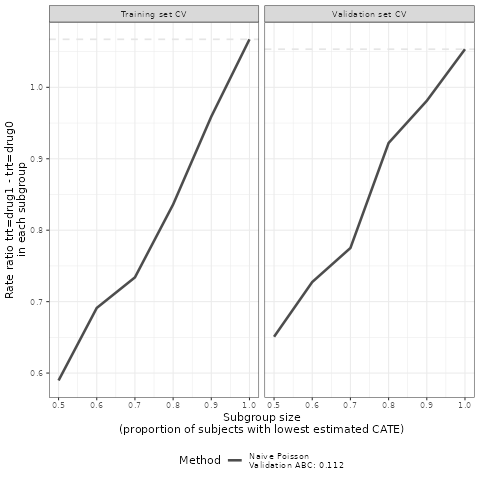 Training set CV
Validation set CV
Rate ratio trt=drug1 - trt=drug0
in each subgroup
1.0
0.9
0.8
0.7
0.6
0.5 0.6 0.7 0.8 0.9 1.0
0.5 0.6 0.7 0.8 0.9 1.0
Subgroup size
(proportion of subjects with lowest estimated CATE)
Method
Naive Poisson
Validation ABC: 0.112